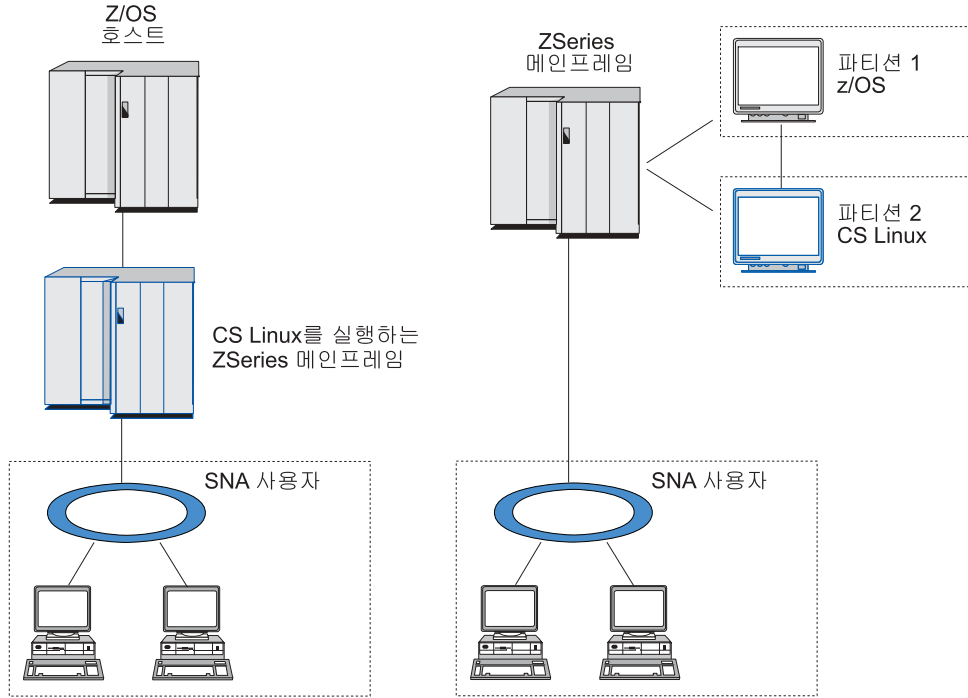 Z/OS
호스트
CS Linux를 실행하는
ZSeries 메인프레임
SNA 사용자
ZSeries
메인프레임
파티션 1
z/OS
파티션 2
CS Linux
SNA 사용자